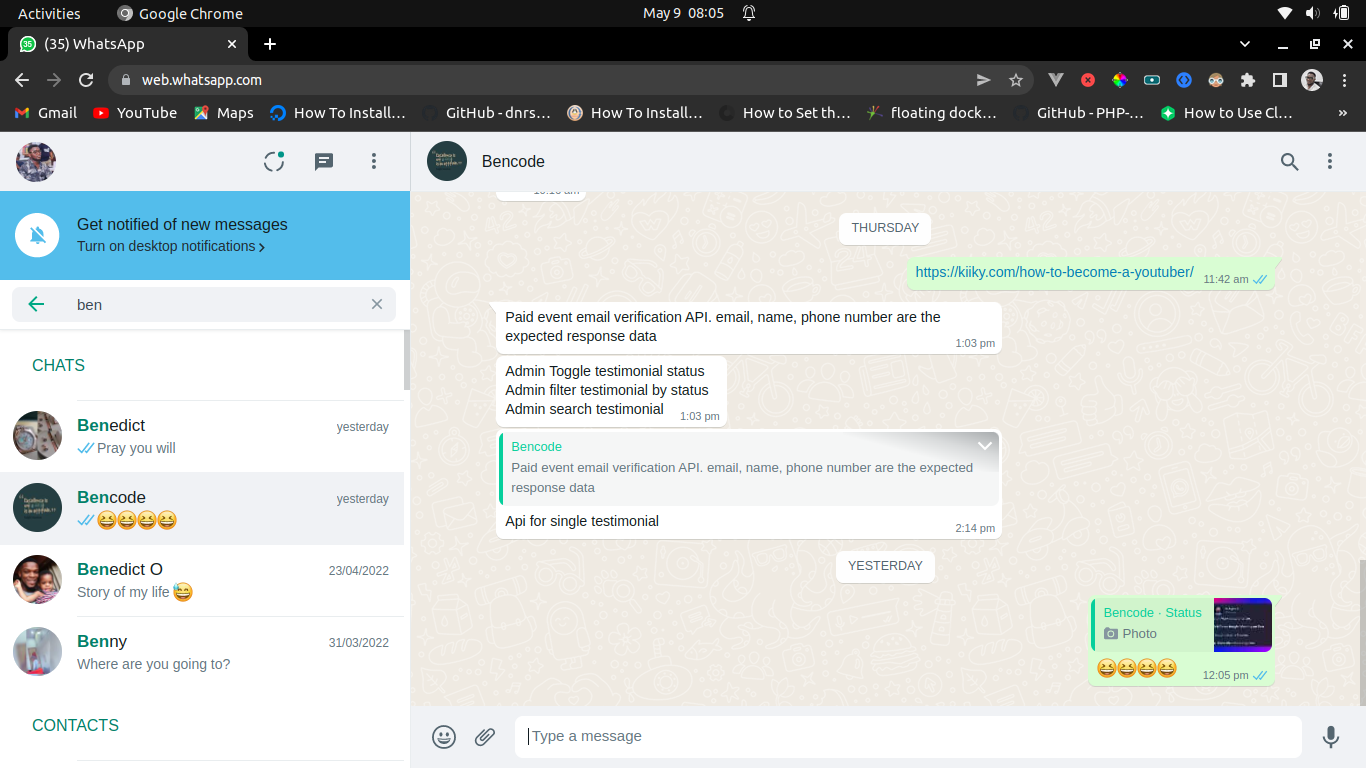 Activities
Google Chrome
May 9 08:05
(35) WhatsApp
web.whatsapp.com
Gmail
YouTube
Maps
How To Install…
GitHub - dnrs…
How To Install…
How to Set th…
floating dock…
GitHub - PHP-…
How to Use Cl…
»
Get notified of new messages
Turn on desktop notifications
ben
CHATS
Benedict
yesterday
Pray you will
Bencode
yesterday
Benedict O
23/04/2022
Story of my life
Benny
31/03/2022
Where are you going to?
CONTACTS
Bencode
THURSDAY
https://kiiky.com/how-to-become-a-youtuber/
11:42 am
Paid event email verification API. email, name, phone number are the
expected response data
1:03 pm
Admin Toggle testimonial status
Admin filter testimonial by status
Admin search testimonial
1:03 pm
Bencode
Paid event email verification API. email, name, phone number are the expected
response data
Api for single testimonial
2:14 pm
YESTERDAY
Bencode · Status
Photo
12:05 pm
Type a message